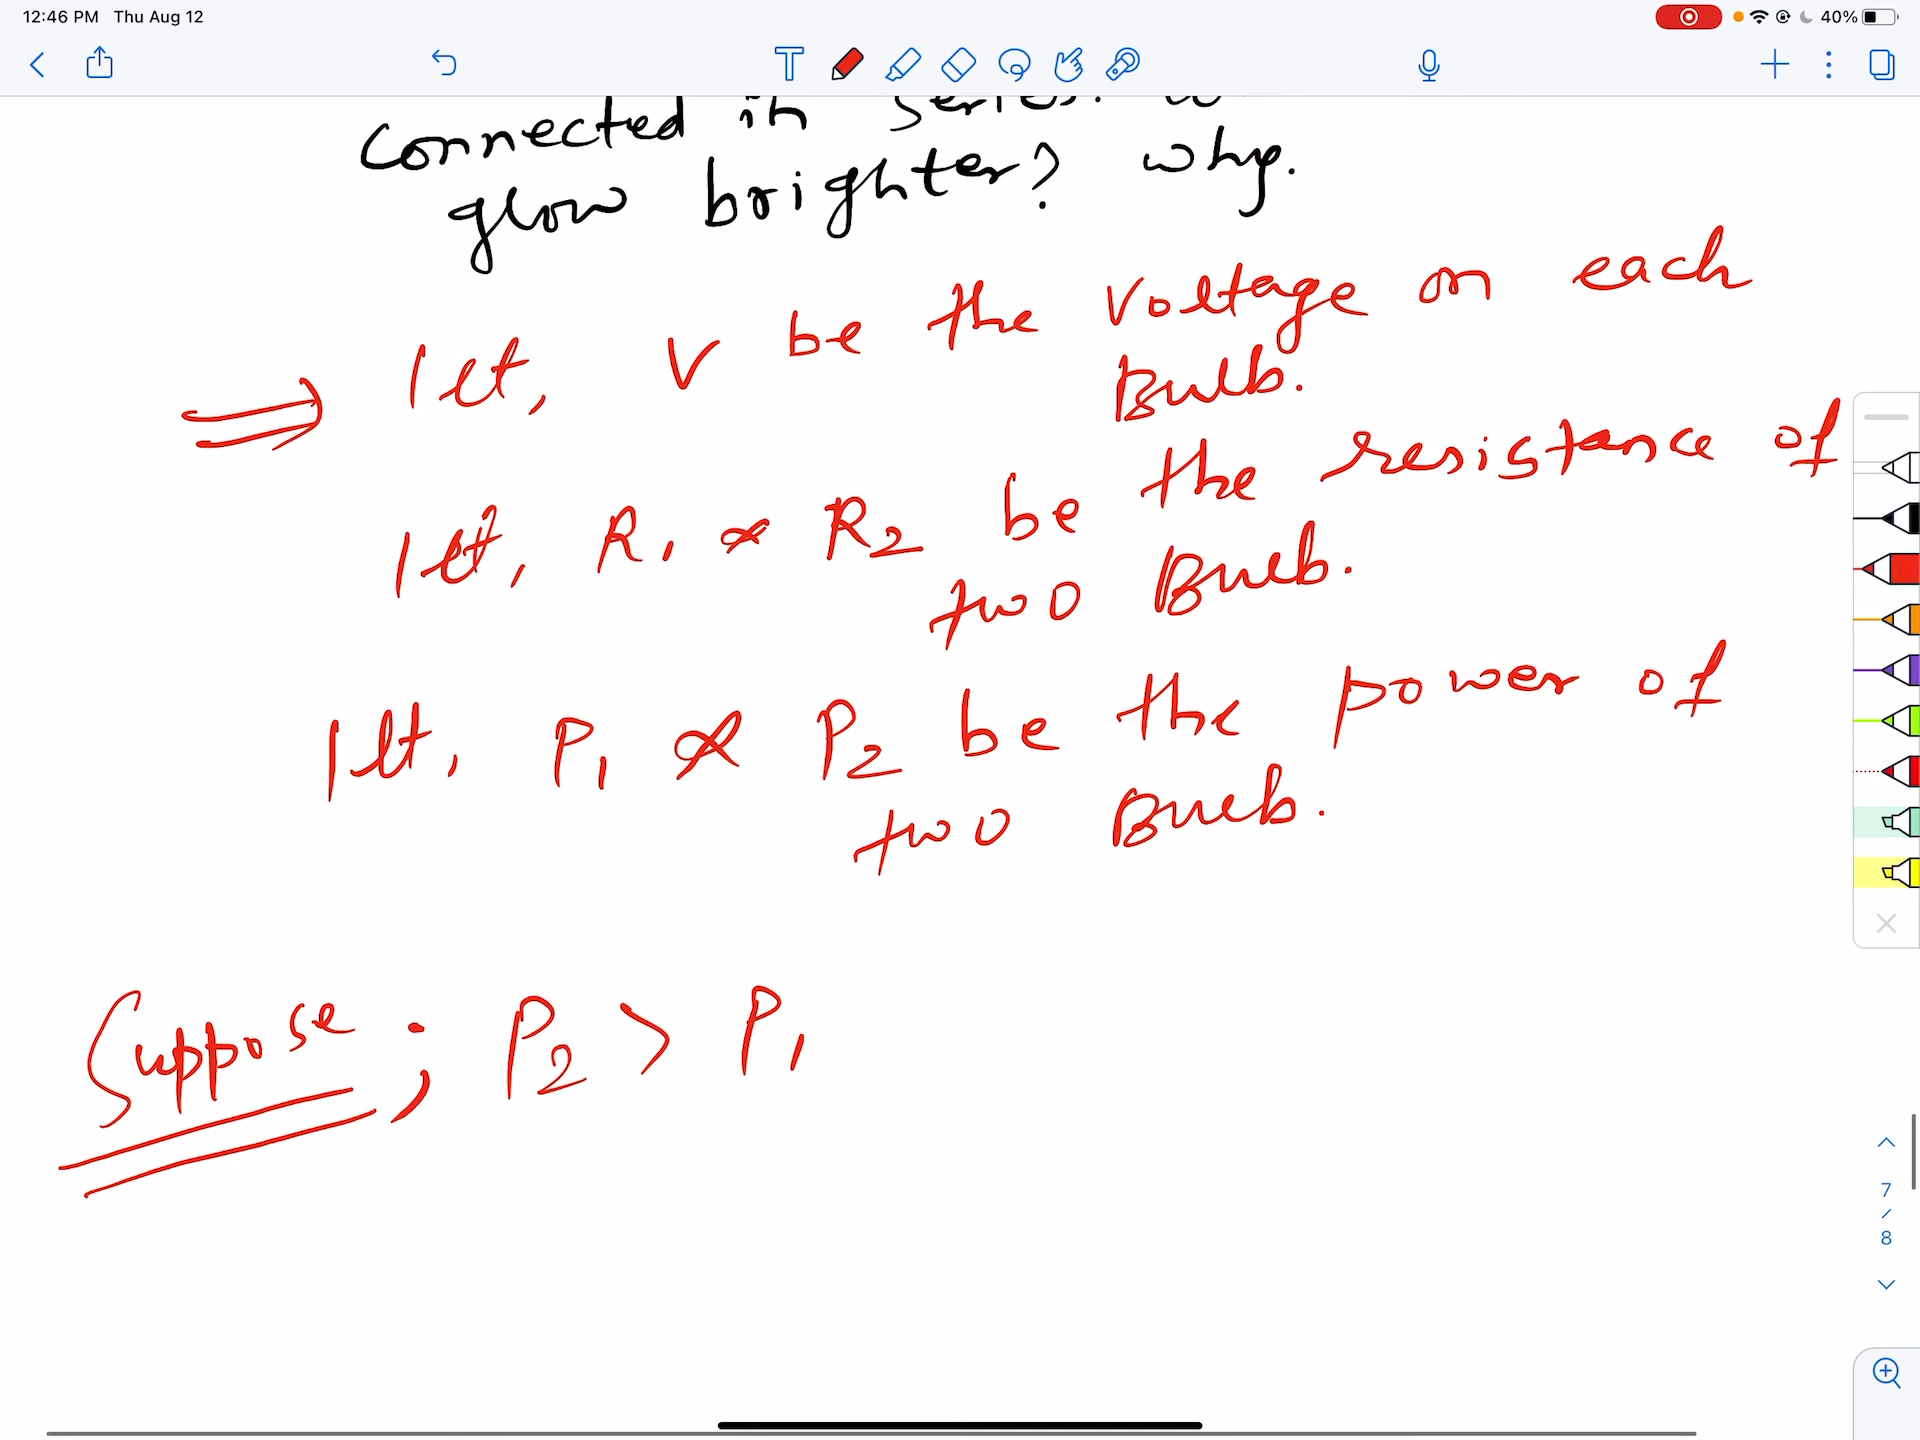 12:46 PM Thu Aug 12
40%
T
Connected in series.
glow brighter? why.
⇒ let, V be the voltage on each
Bulb.
let, R1 & R2 be the resistance of
two Bulb.
let, P1 & P2 be the power of
two Bulb.
Suppose; P2 > P1
7
/
8